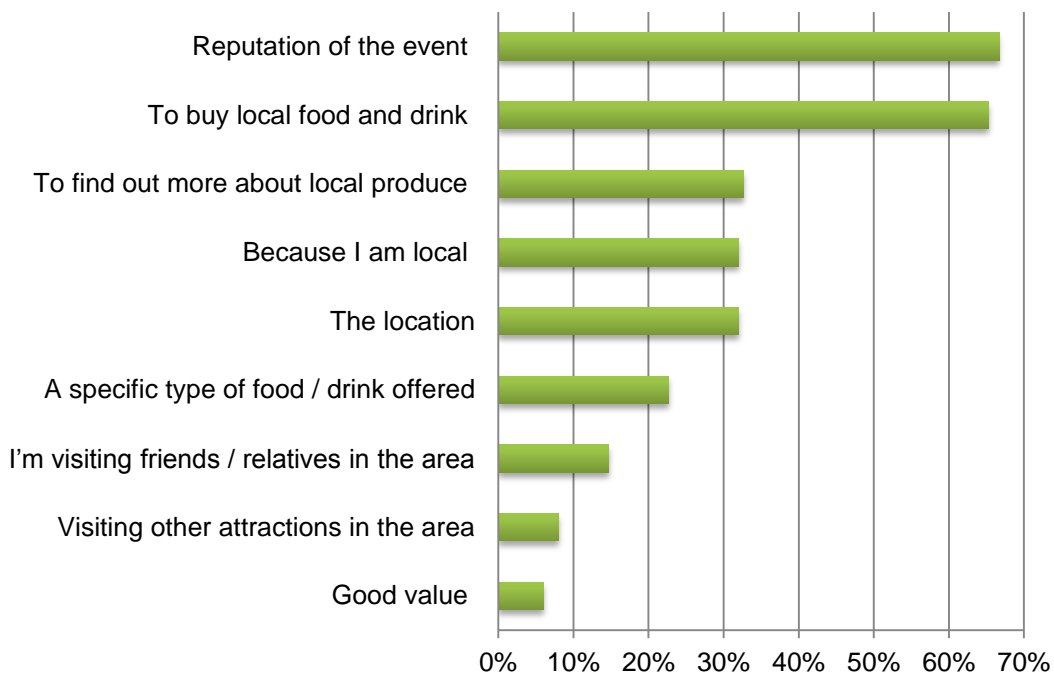 Reputation of the event
To buy local food and drink
To find out more about local produce
Because I am local
The location
A specific type of food / drink offered
I’m visiting friends / relatives in the area
Visiting other attractions in the area
Good value
0% 10% 20% 30% 40% 50% 60% 70%